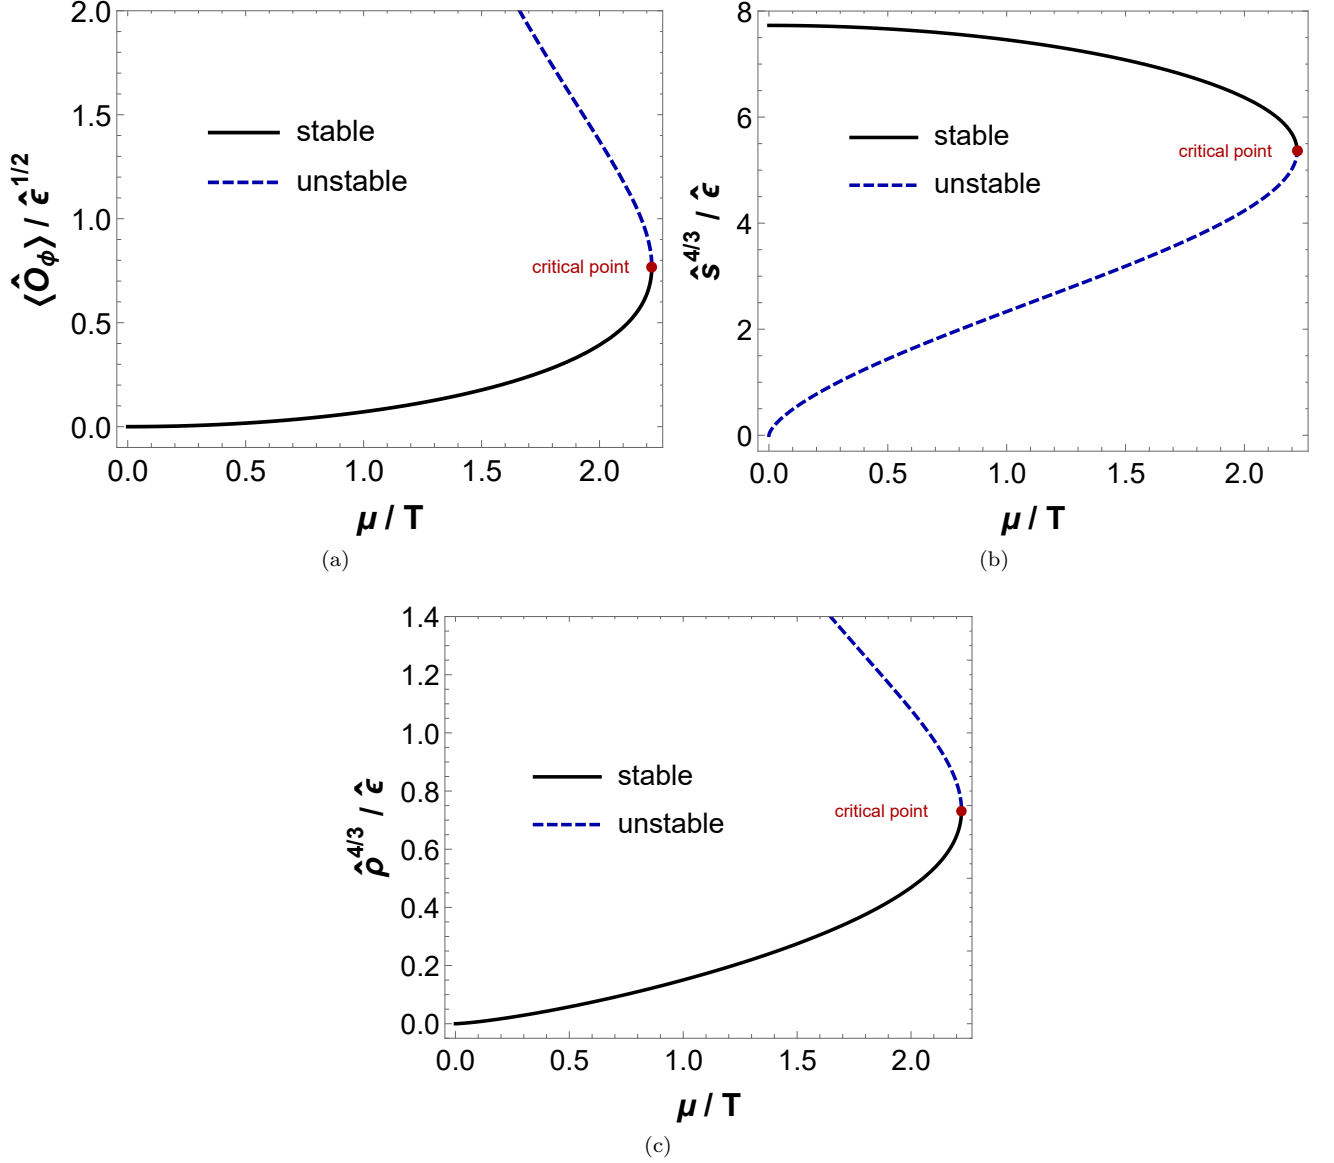 2.0
1.5
1.0
0.5
0.0
⟨Ô_ϕ⟩ / ε̂^{1/2}
stable
unstable
critical point
0.0 0.5 1.0 1.5 2.0
μ / T
(a)
8
6
4
2
0
ŝ^{4/3} / ε̂
stable
critical point
unstable
0.0 0.5 1.0 1.5 2.0
μ / T
(b)
1.4
1.2
1.0
0.8
0.6
0.4
0.2
0.0
ρ̂^{4/3} / ε̂
stable
critical point
unstable
0.0 0.5 1.0 1.5 2.0
μ / T
(c)